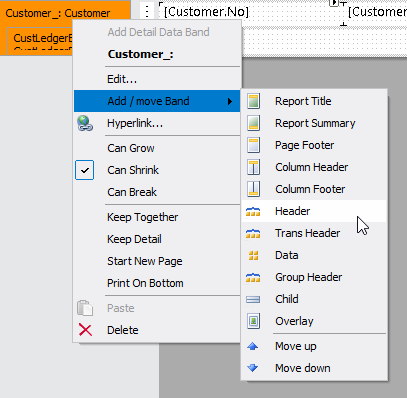 Customer_: Customer
[Customer.No]
[Custome
CustLedgerE
Add Detail Data Band
Customer_:
Edit...
Add / move Band
Hyperlink...
Can Grow
Can Shrink
Can Break
Keep Together
Keep Detail
Start New Page
Print On Bottom
Paste
Delete
Report Title
Report Summary
Page Footer
Column Header
Column Footer
Header
Trans Header
Data
Group Header
Child
Overlay
Move up
Move down